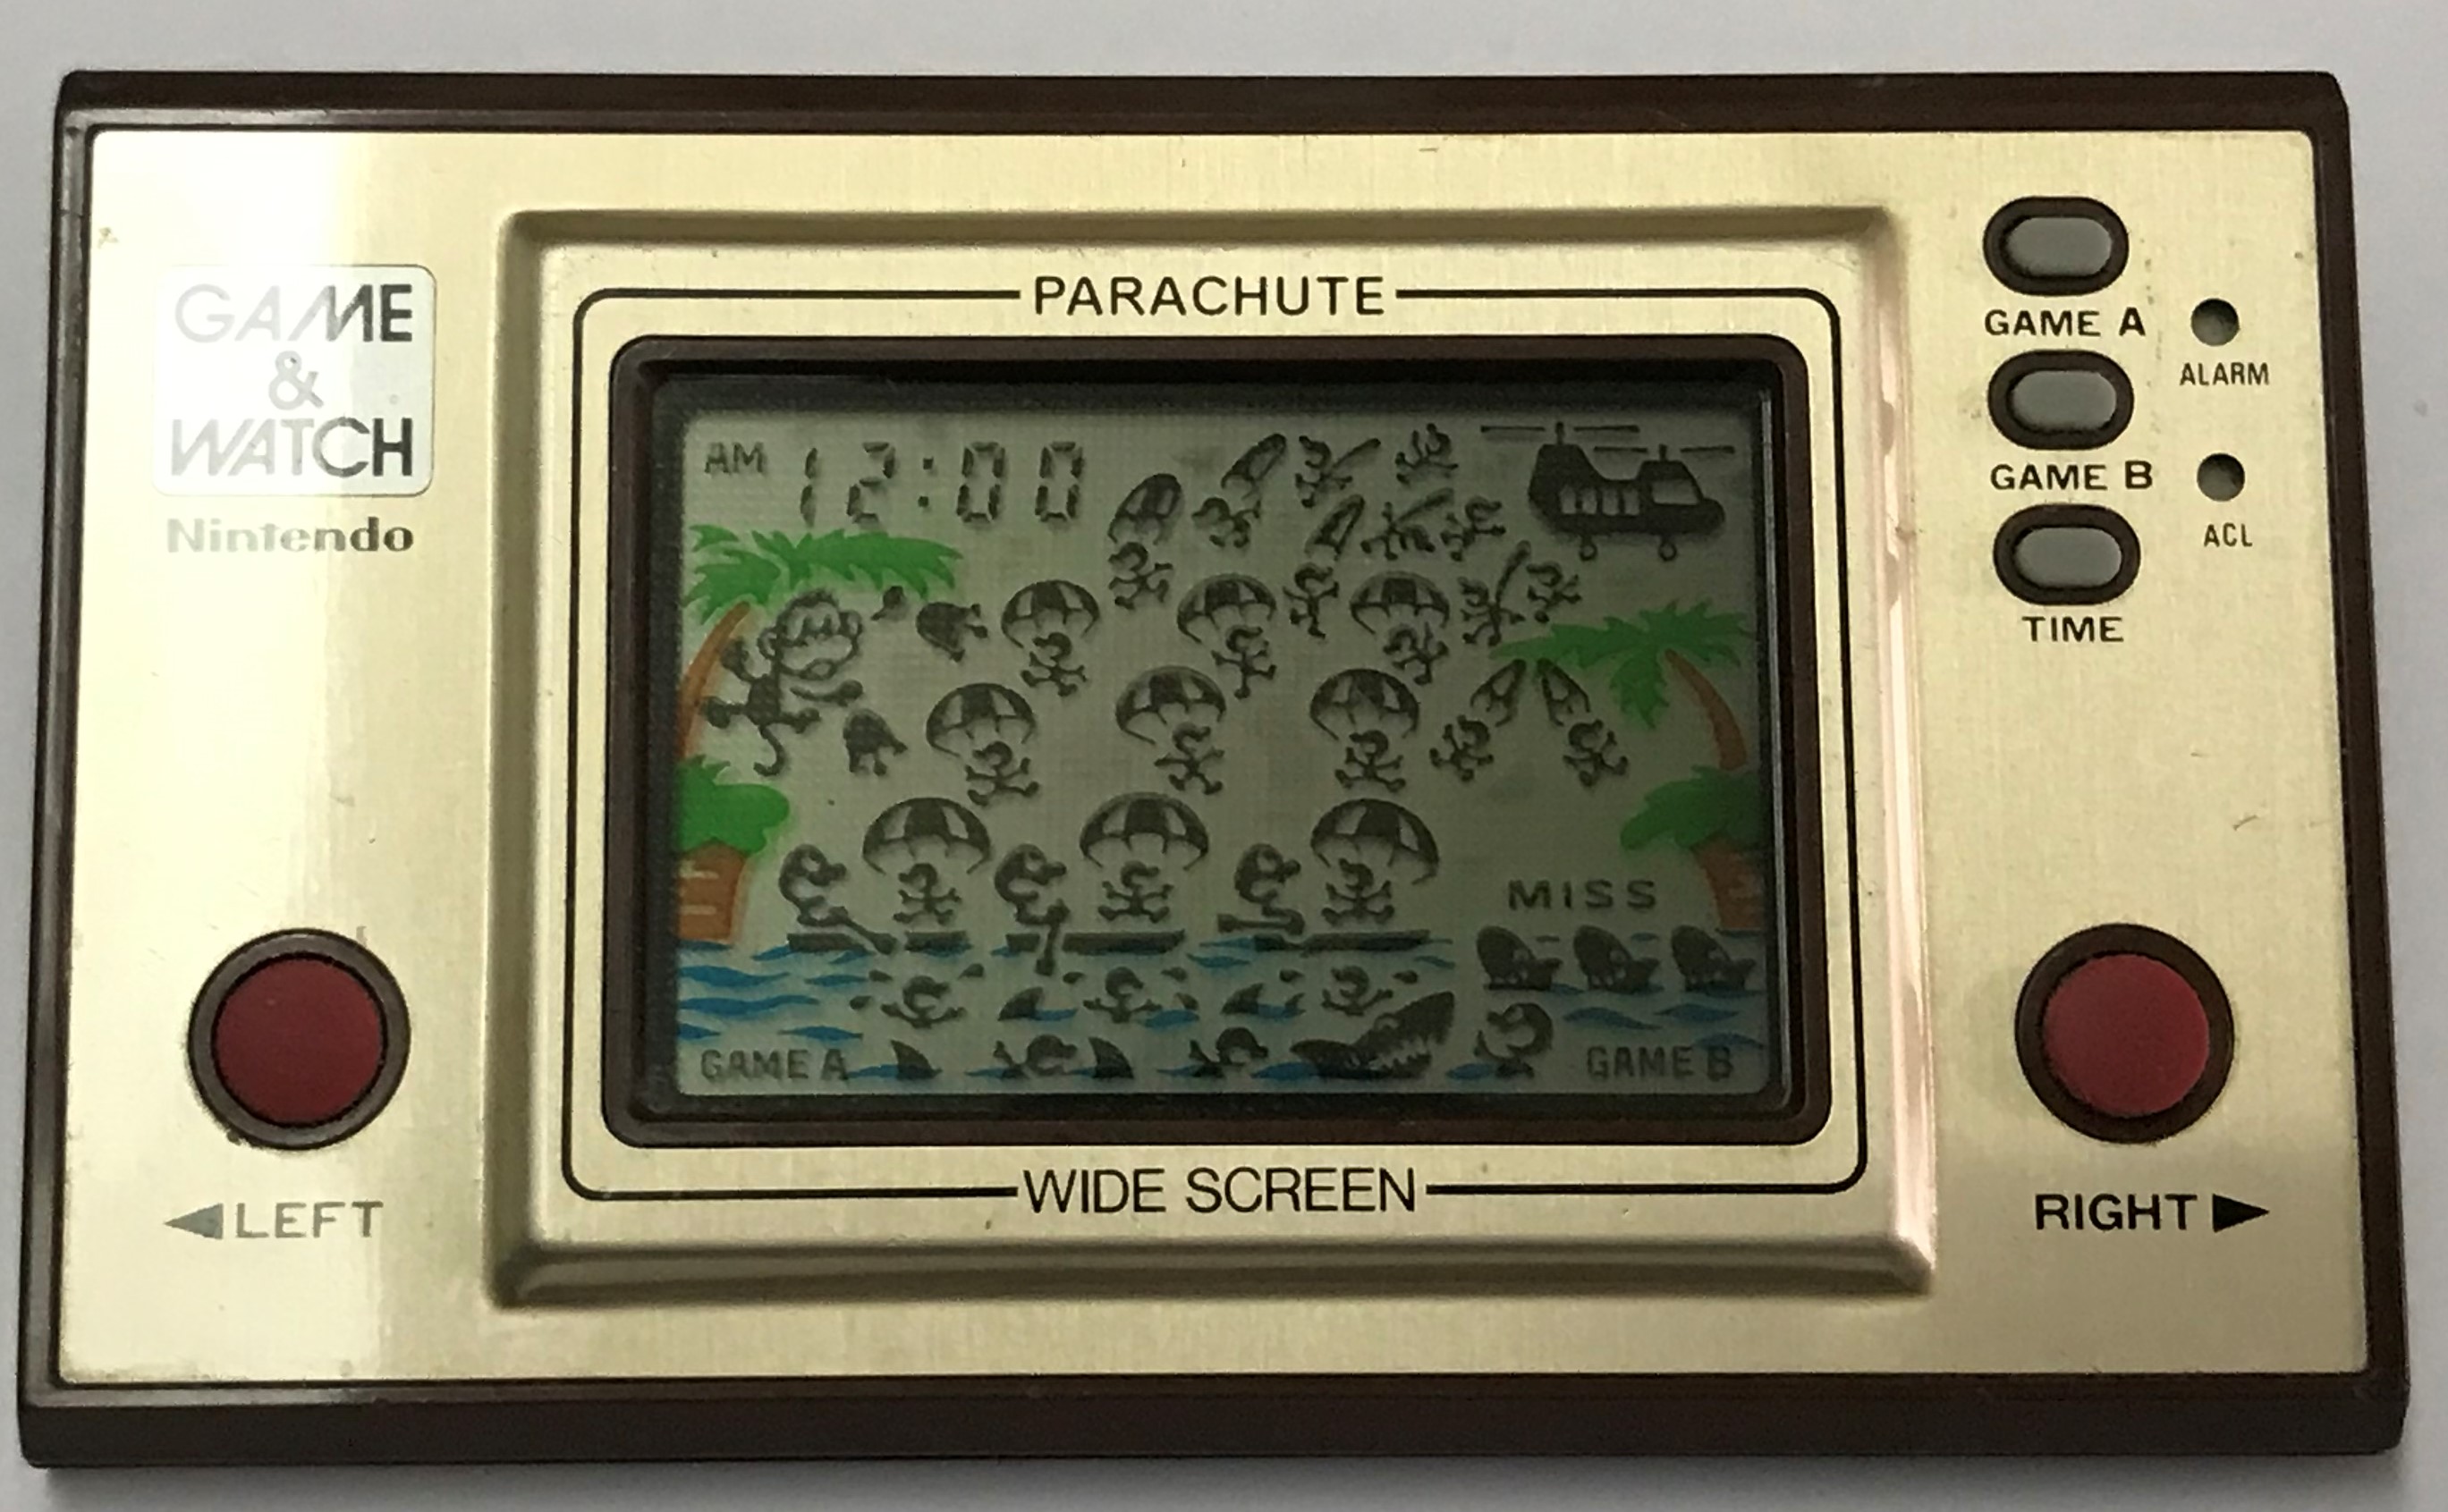 GAME
&
WATCH
Nintendo
PARACHUTE
AM 12:00
MISS
GAME A
GAME B
WIDE SCREEN
◀LEFT
GAME A
ALARM
GAME B
ACL
TIME
RIGHT▶